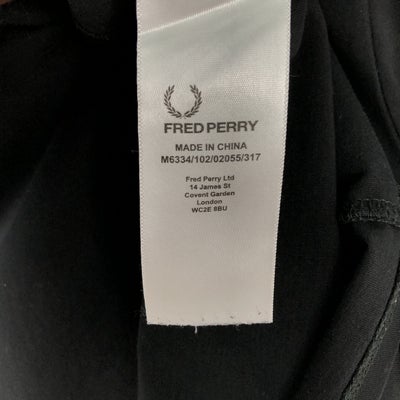 FRED PERRY
MADE IN CHINA
M6334/102/02055/317
Fred Perry Ltd
14 James St
Covent Garden
London
WC2E 8BU